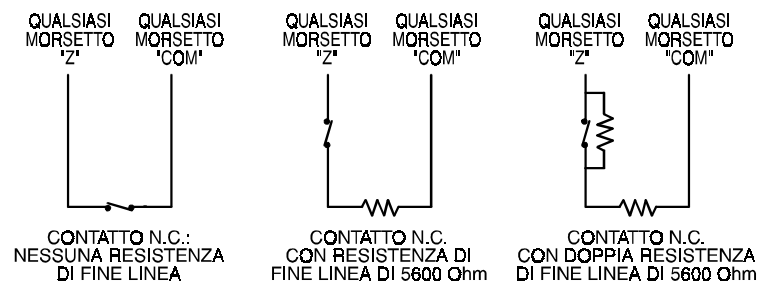 QUALSIASI
MORSETTO
"Z"
QUALSIASI
MORSETTO
"COM"
QUALSIASI
MORSETTO
"Z"
QUALSIASI
MORSETTO
"COM"
QUALSIASI
MORSETTO
"Z"
QUALSIASI
MORSETTO
"COM"
CONTATTO N.C.:
NESSUNA RESISTENZA
DI FINE LINEA
CONTATTO N.C.
CON RESISTENZA DI
FINE LINEA DI 5600 Ohm
CONTATTO N.C.
CON DOPPIA RESISTENZA
DI FINE LINEA DI 5600 Ohm